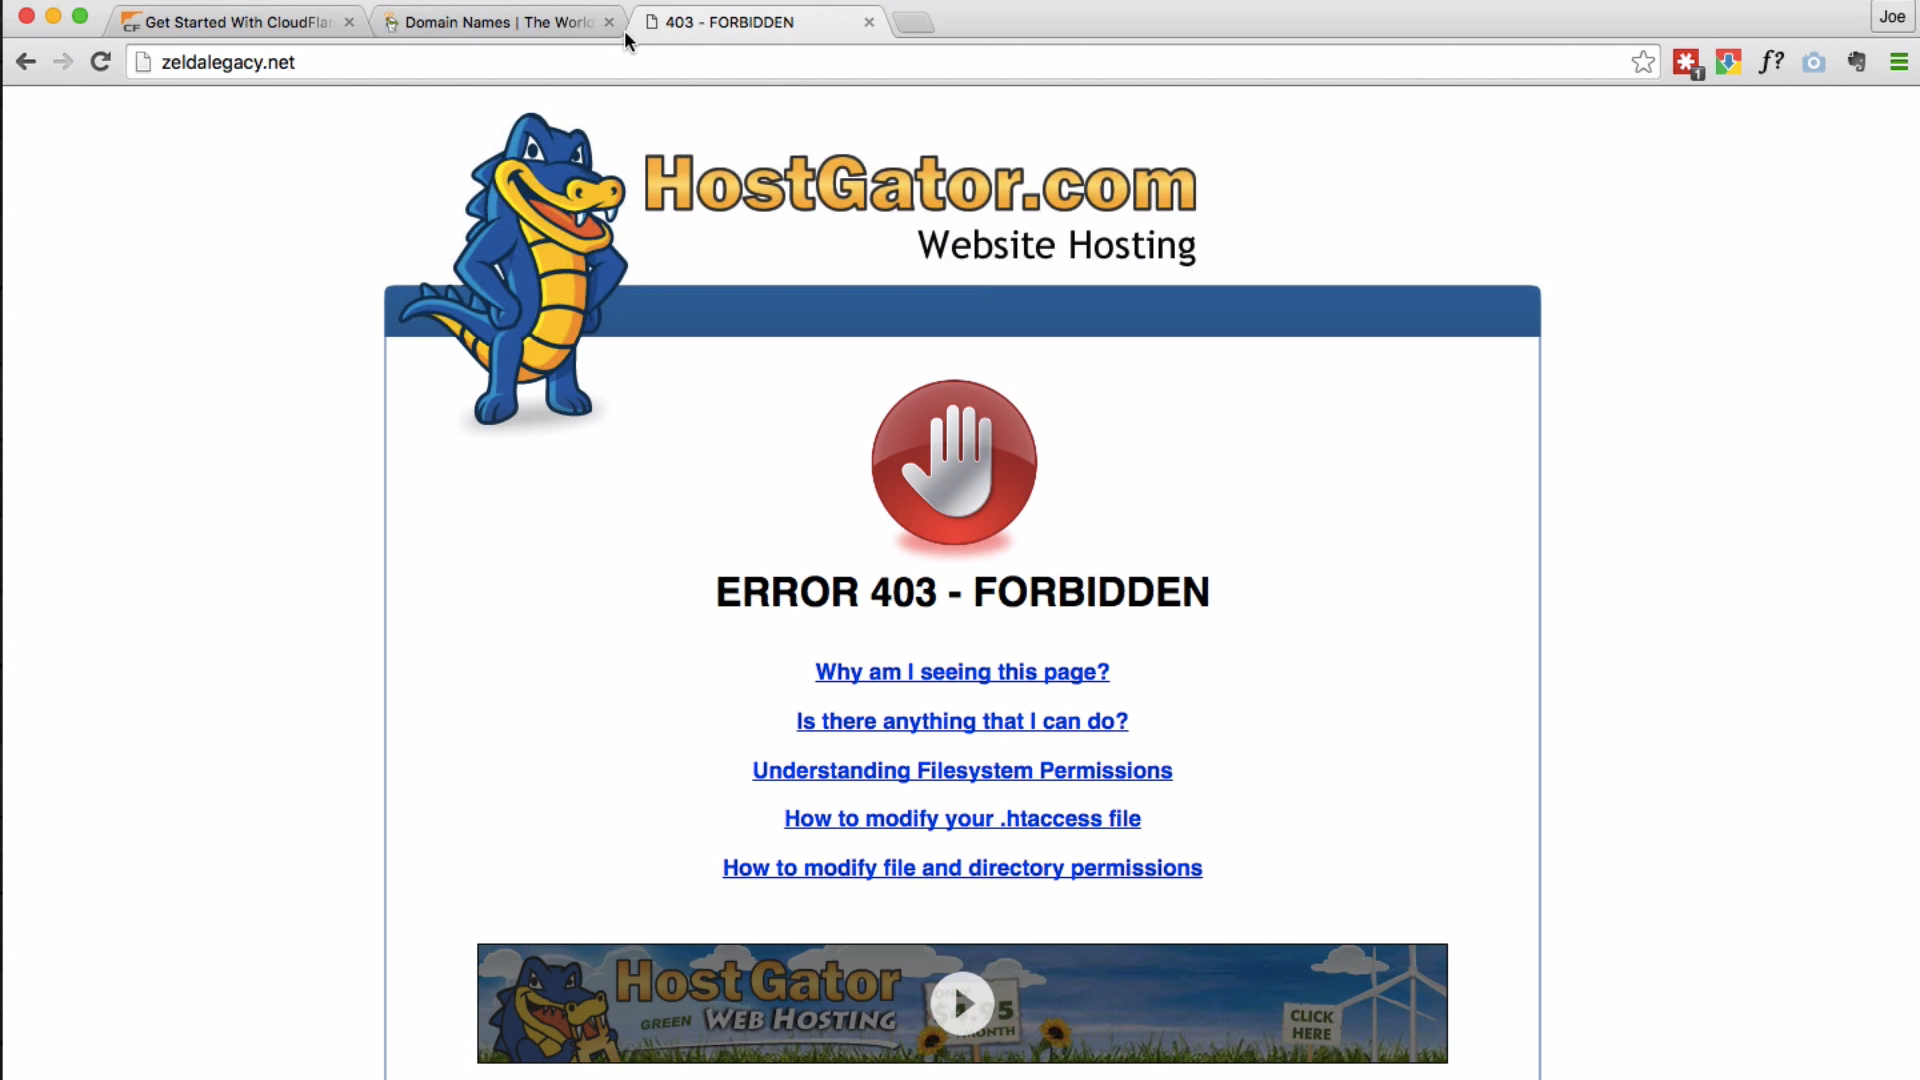 Get Started With CloudFlar
Domain Names | The World
403 - FORBIDDEN
Joe
zeldalegacy.net
1
f?
HostGator.com
Website Hosting
ERROR 403 - FORBIDDEN
Why am I seeing this page?
Is there anything that I can do?
Understanding Filesystem Permissions
How to modify your .htaccess file
How to modify file and directory permissions
HostGator
GREEN WEB HOSTING
CLICK
HERE